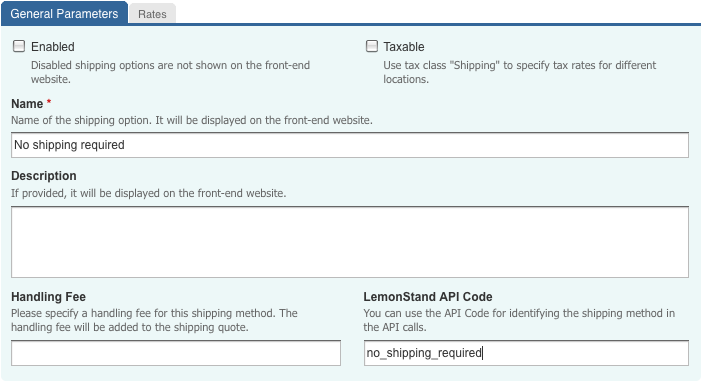 General Parameters Rates
Enabled Taxable
Disabled shipping options are not shown on the front-end Use tax class "Shipping" to specify tax rates for different
website. locations.
Name *
Name of the shipping option. It will be displayed on the front-end website.
No shipping required
Description
If provided, it will be displayed on the front-end website.
Handling Fee LemonStand API Code
Please specify a handling fee for this shipping method. The You can use the API Code for identifying the shipping method in
handling fee will be added to the shipping quote. the API calls.
no_shipping_required